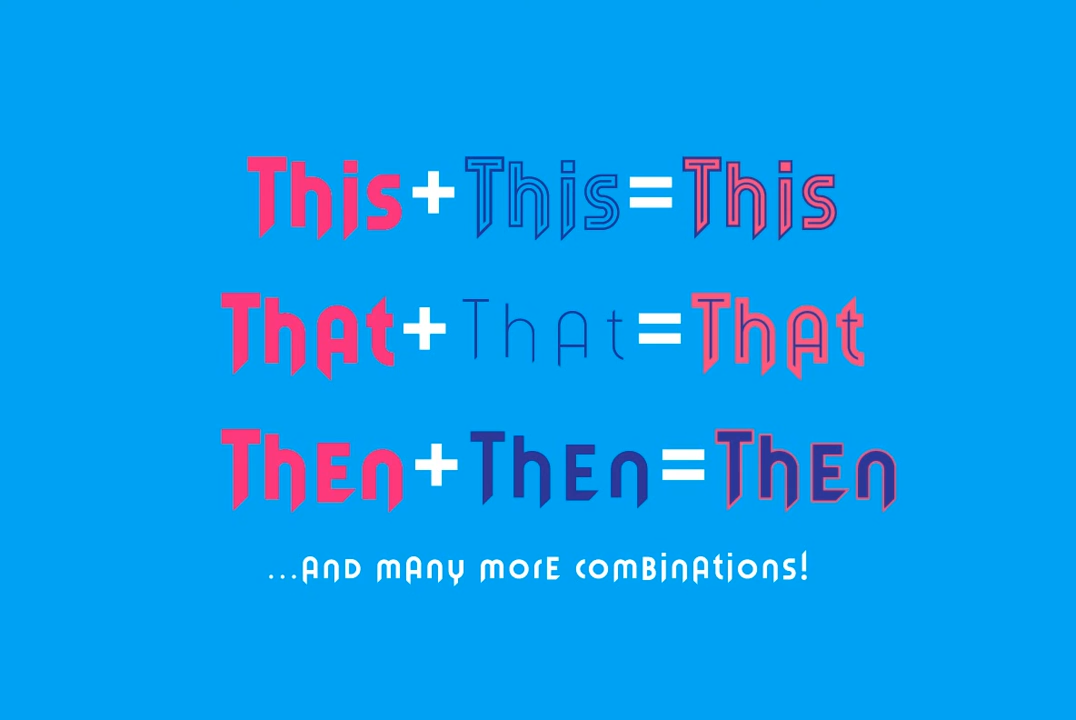 This + This = This
ThAt + ThAt = ThAt
ThEn + ThEn = ThEn
...AnD mAny morE comBinAtions!